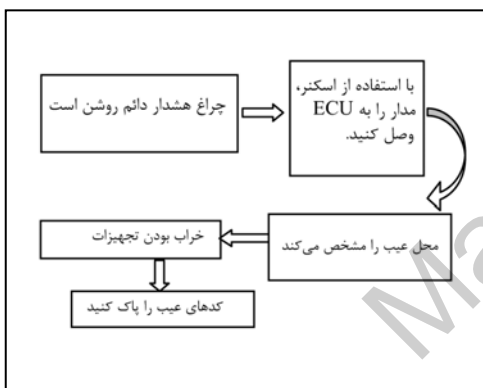 چراغ هشدار دائم روشن است
با استفاده از اسکنر،
مدار را به ECU
وصل کنید.
محل عیب را مشخص می‌کند
خراب بودن تجهیزات
کدهای عیب را پاک کنید
Ma